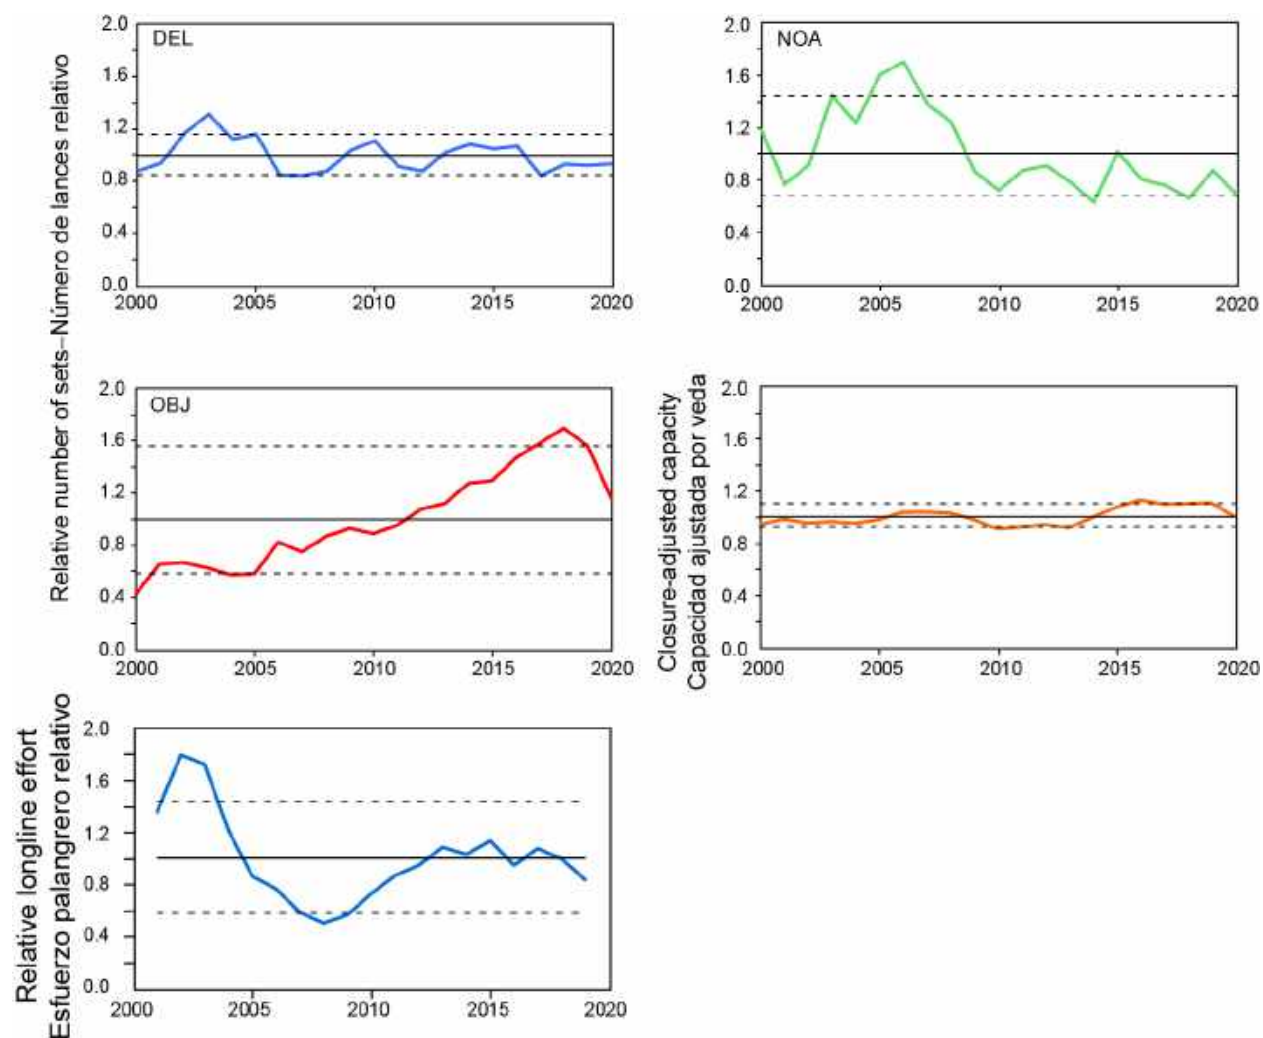 Relative number of sets–Número de lances relativo
DEL
2.0
1.6
1.2
0.8
0.4
0.0
2000 2005 2010 2015 2020
NOA
2.0
1.6
1.2
0.8
0.4
0.0
2000 2005 2010 2015 2020
OBJ
2.0
1.6
1.2
0.8
0.4
0.0
2000 2005 2010 2015 2020
Closure-adjusted capacity
Capacidad ajustada por veda
2.0
1.6
1.2
0.8
0.4
0.0
2000 2005 2010 2015 2020
Relative longline effort
Esfuerzo palangrero relativo
2.0
1.6
1.2
0.8
0.4
0.0
2000 2005 2010 2015 2020